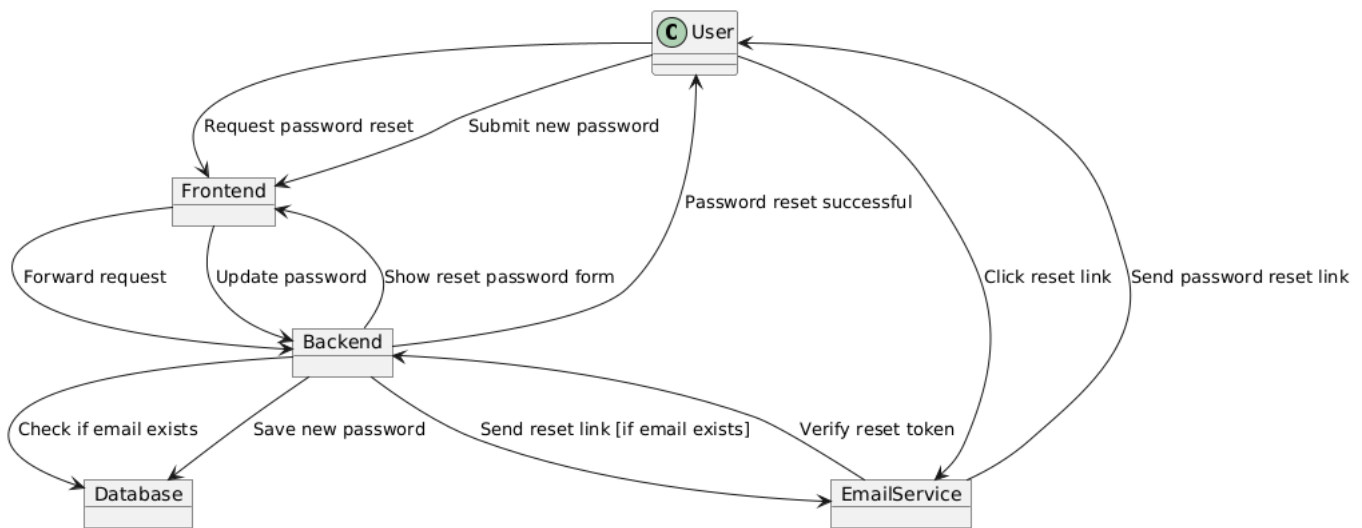 C User
Request password reset
Submit new password
Frontend
Password reset successful
Forward request
Update password
Show reset password form
Click reset link
Send password reset link
Backend
Check if email exists
Save new password
Send reset link [if email exists]
Verify reset token
Database
EmailService